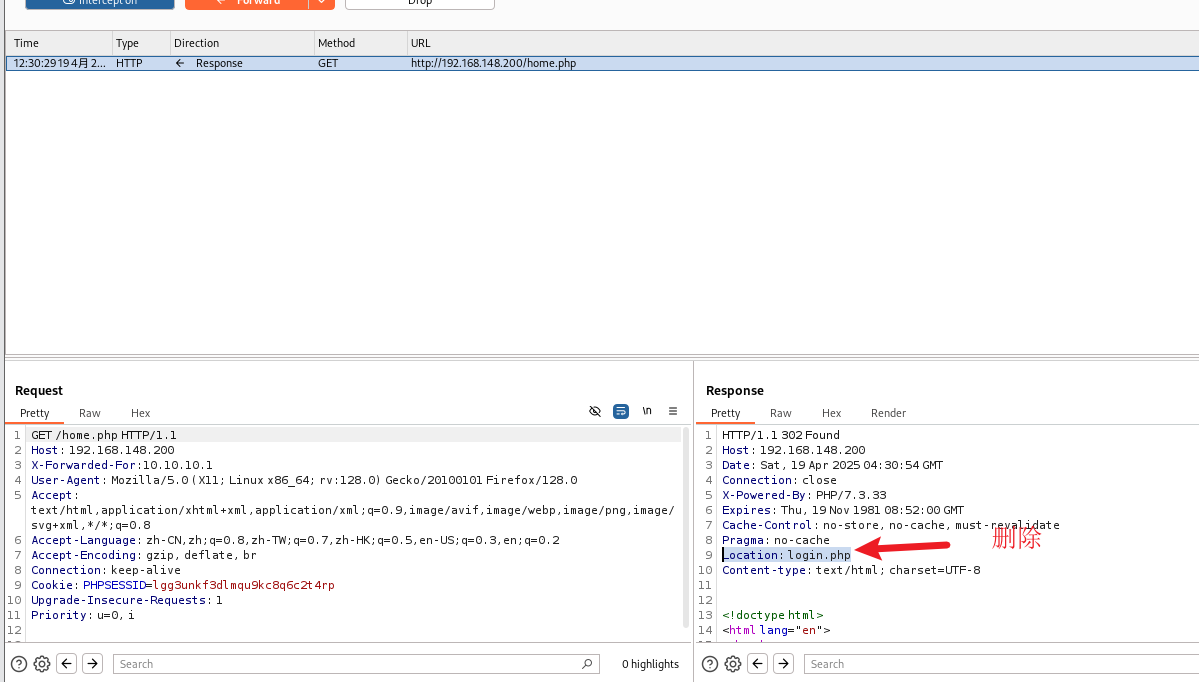 Interception Forward Drop
Time Type Direction Method URL
12:30:29 19 4月 2... HTTP ← Response GET http://192.168.148.200/home.php
Request
Pretty Raw Hex \n
1 GET /home.php HTTP/1.1
2 Host: 192.168.148.200
3 X-Forwarded-For:10.10.10.1
4 User-Agent: Mozilla/5.0 (X11; Linux x86_64; rv:128.0) Gecko/20100101 Firefox/128.0
5 Accept:
text/html,application/xhtml+xml,application/xml;q=0.9,image/avif,image/webp,image/png,image/
svg+xml,*/*;q=0.8
6 Accept-Language: zh-CN,zh;q=0.8,zh-TW;q=0.7,zh-HK;q=0.5,en-US;q=0.3,en;q=0.2
7 Accept-Encoding: gzip, deflate, br
8 Connection: keep-alive
9 Cookie: PHPSESSID=lgg3unkf3dlmqu9kc8q6c2t4rp
10 Upgrade-Insecure-Requests: 1
11 Priority: u=0, i
12
Search 0 highlights
Response
Pretty Raw Hex Render
1 HTTP/1.1 302 Found
2 Host: 192.168.148.200
3 Date: Sat, 19 Apr 2025 04:30:54 GMT
4 Connection: close
5 X-Powered-By: PHP/7.3.33
6 Expires: Thu, 19 Nov 1981 08:52:00 GMT
7 Cache-Control: no-store, no-cache, must-revalidate
8 Pragma: no-cache
删除
9 Location: login.php
10 Content-type: text/html; charset=UTF-8
11
12
13 <!doctype html>
14 <html lang="en">
Search